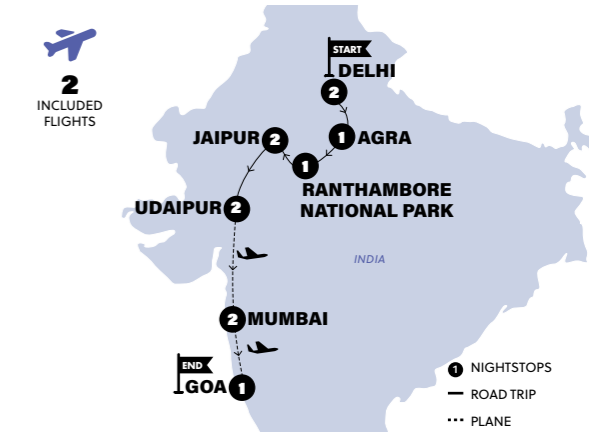 2
INCLUDED
FLIGHTS
START
DELHI
2
JAIPUR 2
1 AGRA
1
RANTHAMBORE
NATIONAL PARK
UDAIPUR 2
INDIA
2 MUMBAI
END
GOA 1
1 NIGHTSTOPS
ROAD TRIP
PLANE